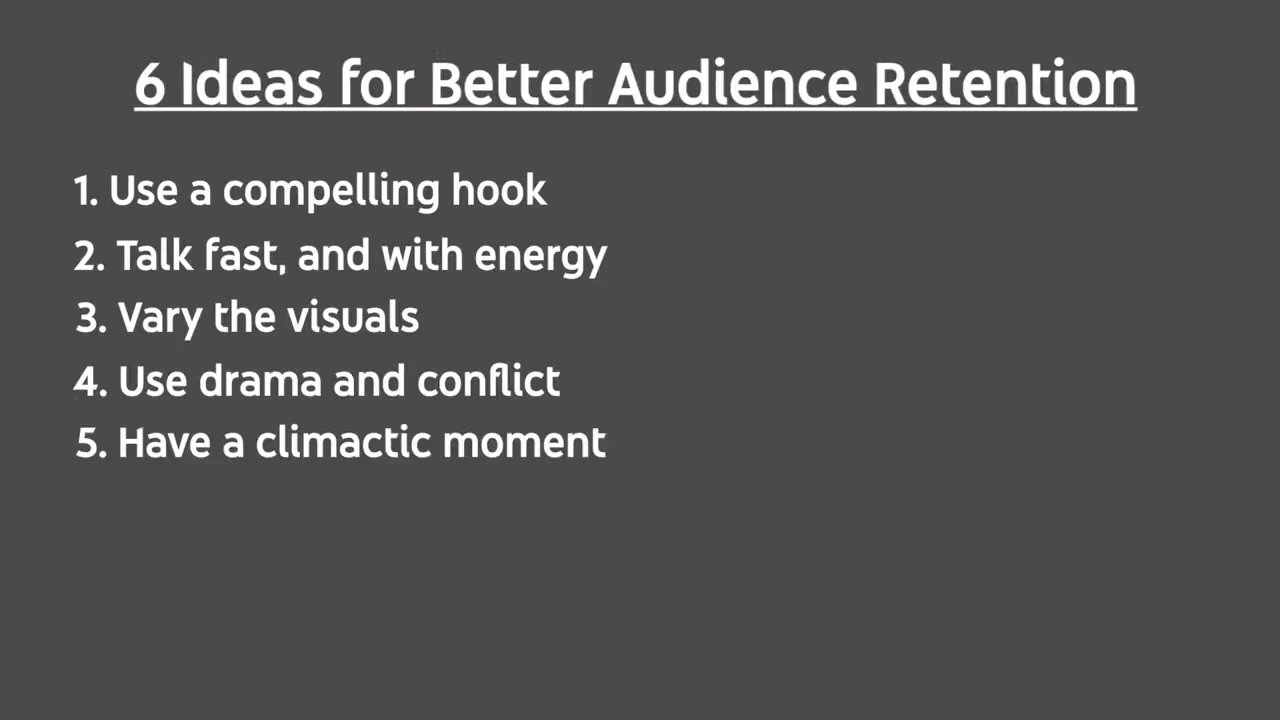 6 Ideas for Better Audience Retention
1. Use a compelling hook
2. Talk fast, and with energy
3. Vary the visuals
4. Use drama and conflict
5. Have a climactic moment